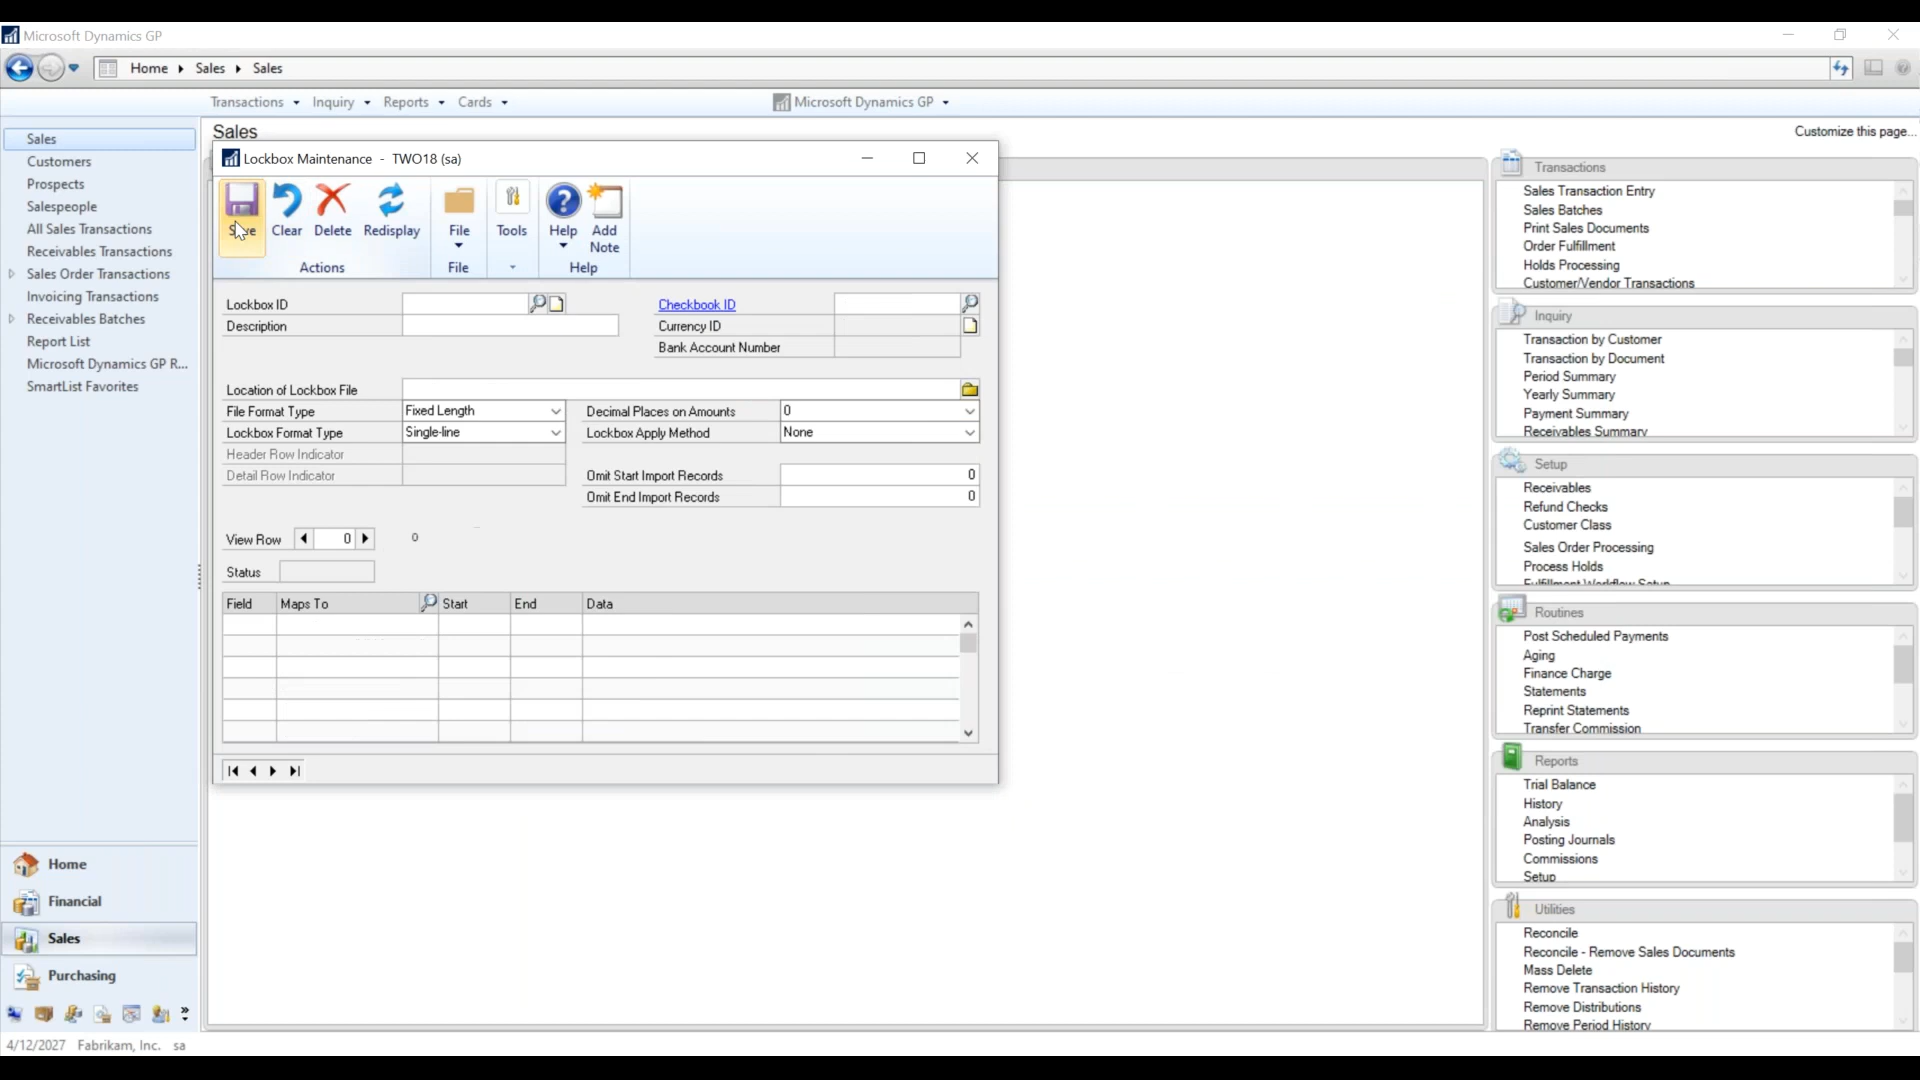 Microsoft Dynamics GP
Home Sales Sales
Transactions Inquiry Reports Cards Microsoft Dynamics GP
Sales
Customers
Prospects
Salespeople
All Sales Transactions
Receivables Transactions
Sales Order Transactions
Invoicing Transactions
Receivables Batches
Report List
Microsoft Dynamics GP R...
SmartList Favorites
Home
Financial
Sales
Purchasing
4/12/2027 Fabrikam, Inc. sa
Sales
Customize this page...
Lockbox Maintenance - TWO18 (sa)
Save Clear Delete Redisplay File Tools Help Add Note
Actions File Help
Lockbox ID Checkbook ID
Description Currency ID
Bank Account Number
Location of Lockbox File
File Format Type Fixed Length Decimal Places on Amounts 0
Lockbox Format Type Single-line Lockbox Apply Method None
Header Row Indicator
Detail Row Indicator Omit Start Import Records 0
Omit End Import Records 0
View Row 0 0
Status
Field Maps To Start End Data
Transactions
Sales Transaction Entry
Sales Batches
Print Sales Documents
Order Fulfillment
Holds Processing
Customer/Vendor Transactions
Inquiry
Transaction by Customer
Transaction by Document
Period Summary
Yearly Summary
Payment Summary
Receivables Summary
Setup
Receivables
Refund Checks
Customer Class
Sales Order Processing
Process Holds
Fulfillment Workflow Setup
Routines
Post Scheduled Payments
Aging
Finance Charge
Statements
Reprint Statements
Transfer Commission
Reports
Trial Balance
History
Analysis
Posting Journals
Commissions
Setup
Utilities
Reconcile
Reconcile - Remove Sales Documents
Mass Delete
Remove Transaction History
Remove Distributions
Remove Period History